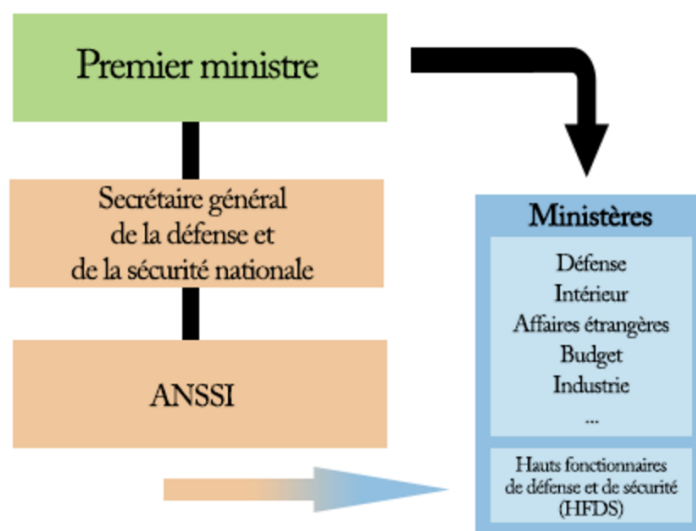 Premier ministre
Secrétaire général
de la défense et
de la sécurité nationale
ANSSI
Ministères
Défense
Intérieur
Affaires étrangères
Budget
Industrie
...
Hauts fonctionnaires
de défense et de sécurité
(HFDS)